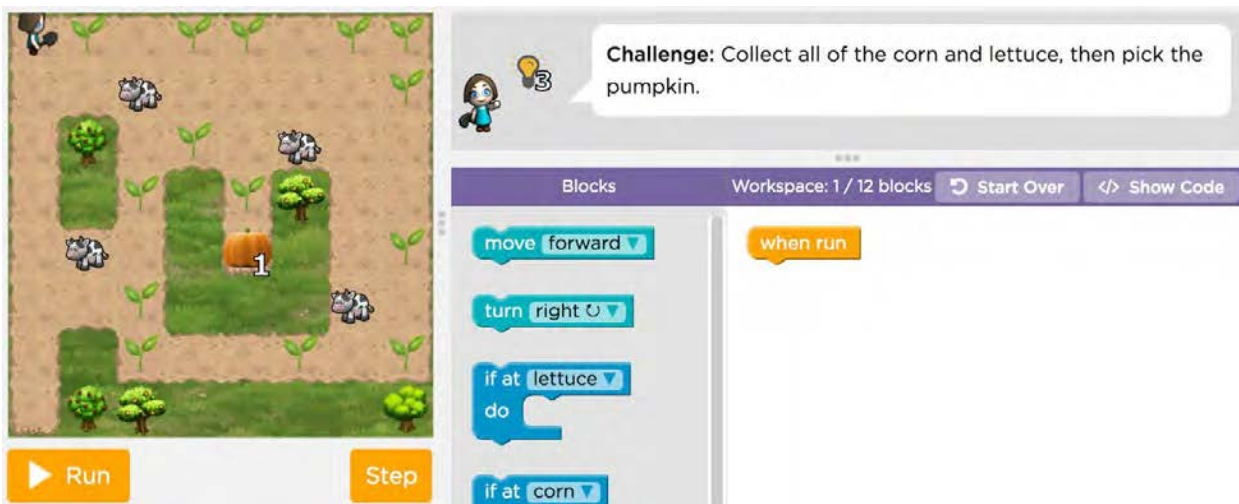 3
Challenge: Collect all of the corn and lettuce, then pick the
pumpkin.
Blocks
Workspace: 1 / 12 blocks
Start Over
</> Show Code
move forward
when run
1
turn right
if at lettuce
do
Run
Step
if at corn